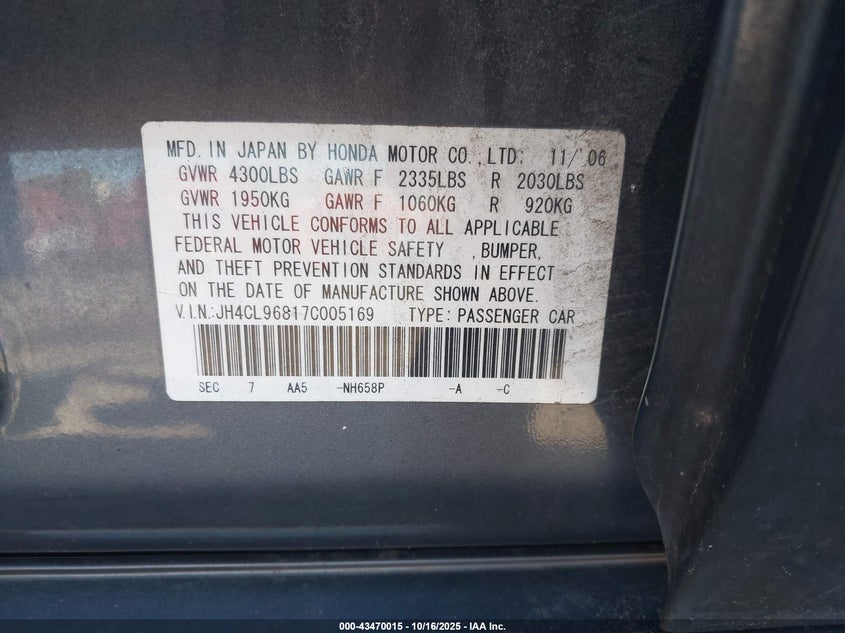 MFD. IN JAPAN BY HONDA MOTOR CO., LTD. 11/'06
GVWR 4300LBS GAWR F 2335LBS R 2030LBS
GVWR 1950KG GAWR F 1060KG R 920KG
THIS VEHICLE CONFORMS TO ALL APPLICABLE
FEDERAL MOTOR VEHICLE SAFETY , BUMPER,
AND THEFT PREVENTION STANDARDS IN EFFECT
ON THE DATE OF MANUFACTURE SHOWN ABOVE.
V.I.N.:JH4CL96817C005169 TYPE: PASSENGER CAR
SEC 7 AA5 -NH658P -A -C
000-43470015 - 10/16/2025 - IAA Inc.